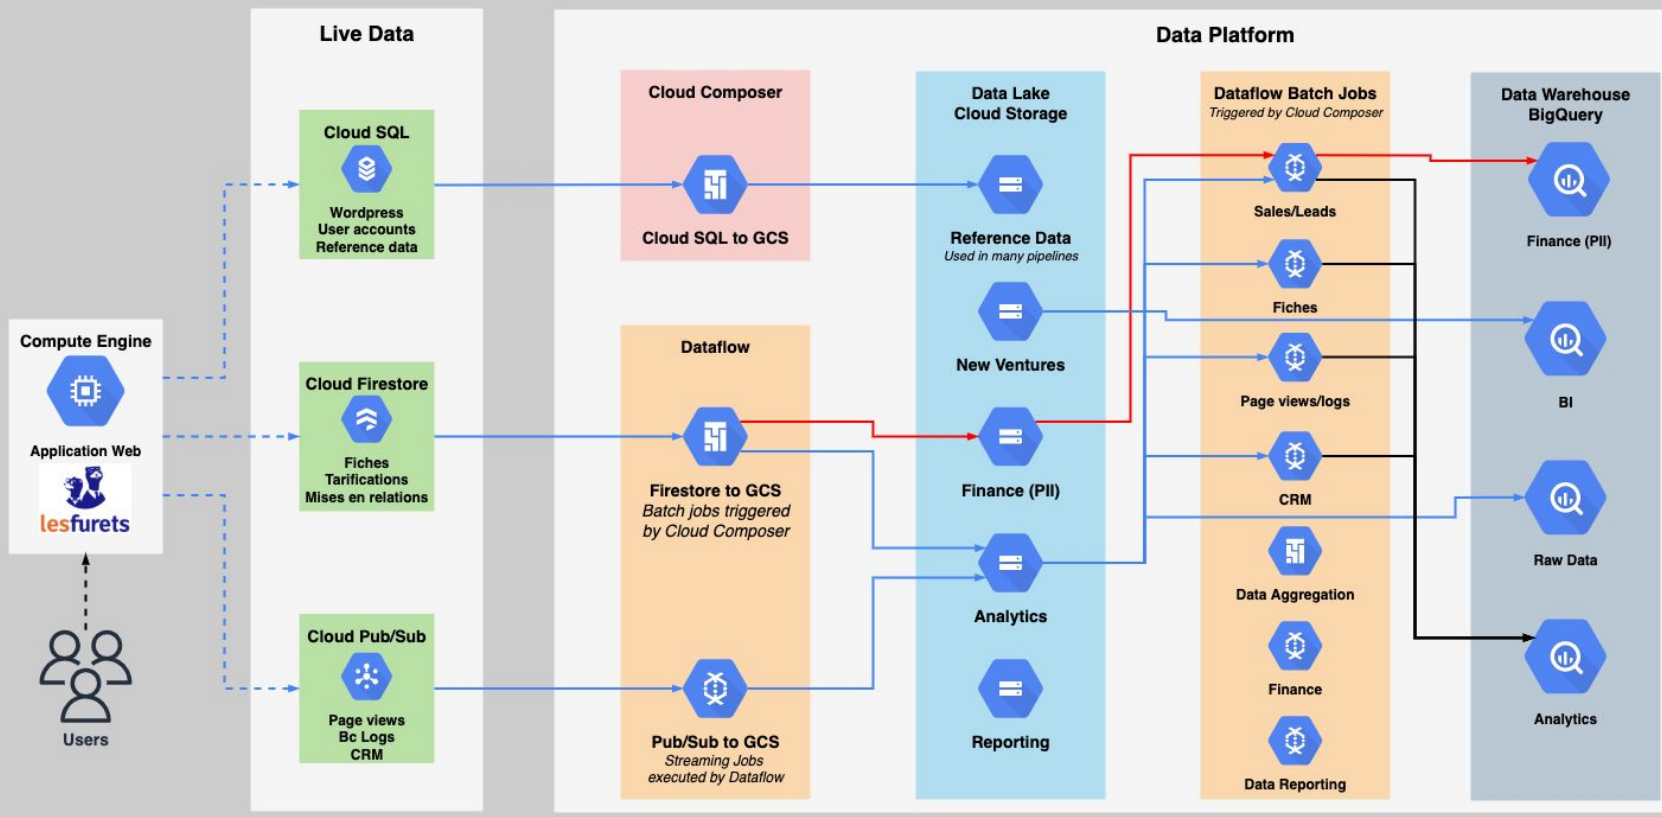 Live Data
Data Platform
Compute Engine
Application Web
lesfurets
Users
Cloud SQL
Wordpress
User accounts
Reference data
Cloud Firestore
Fiches
Tarifications
Mises en relations
Cloud Pub/Sub
Page views
Bc Logs
CRM
Cloud Composer
Cloud SQL to GCS
Dataflow
Firestore to GCS
Batch jobs triggered
by Cloud Composer
Pub/Sub to GCS
Streaming Jobs
executed by Dataflow
Data Lake
Cloud Storage
Reference Data
Used in many pipelines
New Ventures
Finance (PII)
Analytics
Reporting
Dataflow Batch Jobs
Triggered by Cloud Composer
Sales/Leads
Fiches
Page views/logs
CRM
Data Aggregation
Finance
Data Reporting
Data Warehouse
BigQuery
Finance (PII)
BI
Raw Data
Analytics